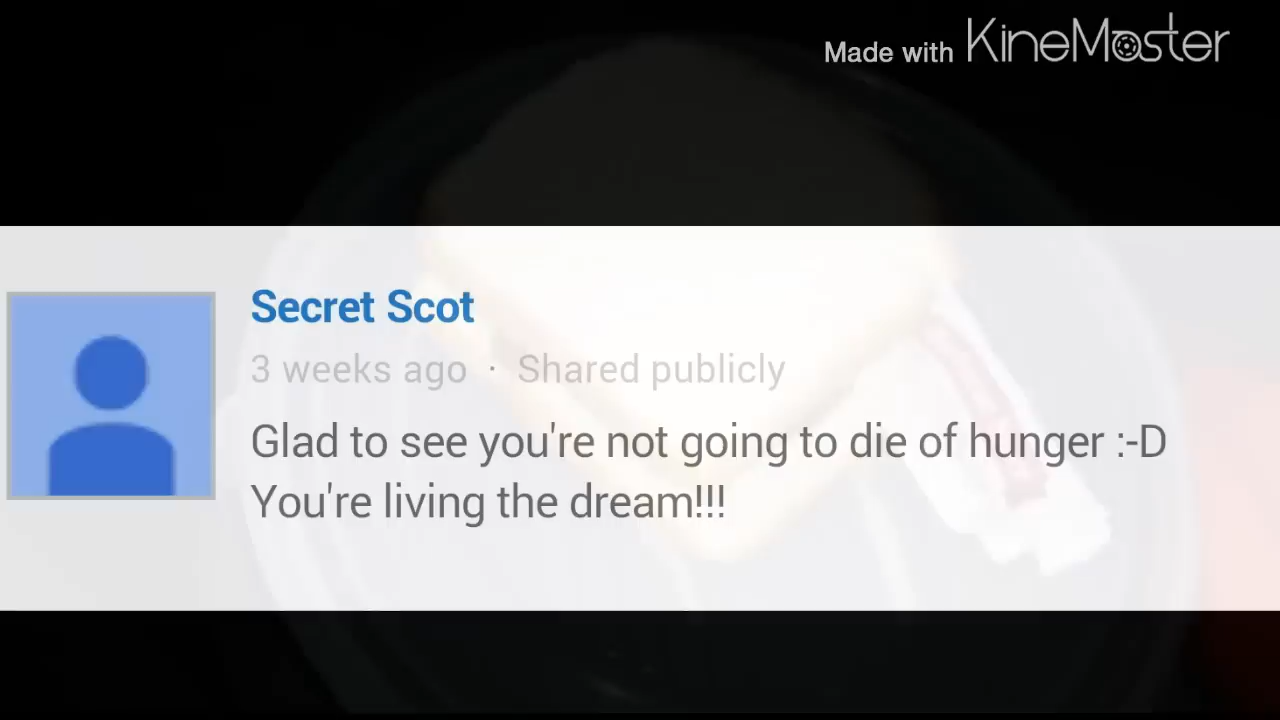 Made with KineMaster
Secret Scot
3 weeks ago · Shared publicly
Glad to see you're not going to die of hunger :-D
You're living the dream!!!